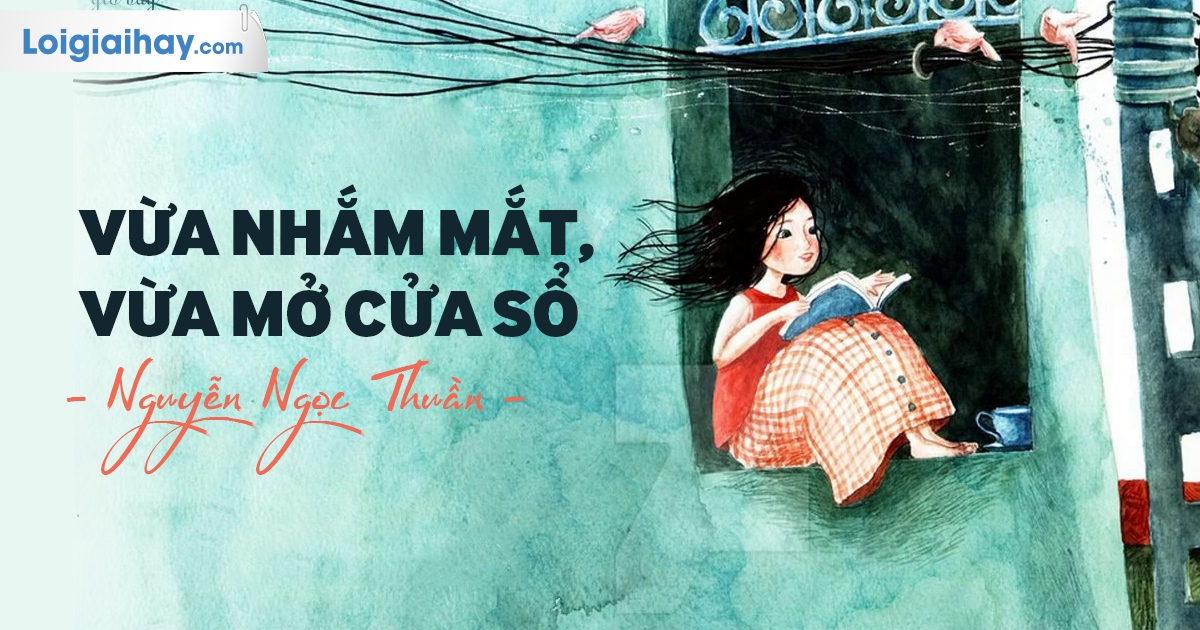 Loigiaihay.com
VỪA NHẮM MẮT,
VỪA MỞ CỬA SỔ
- Nguyễn Ngọc Thuần -